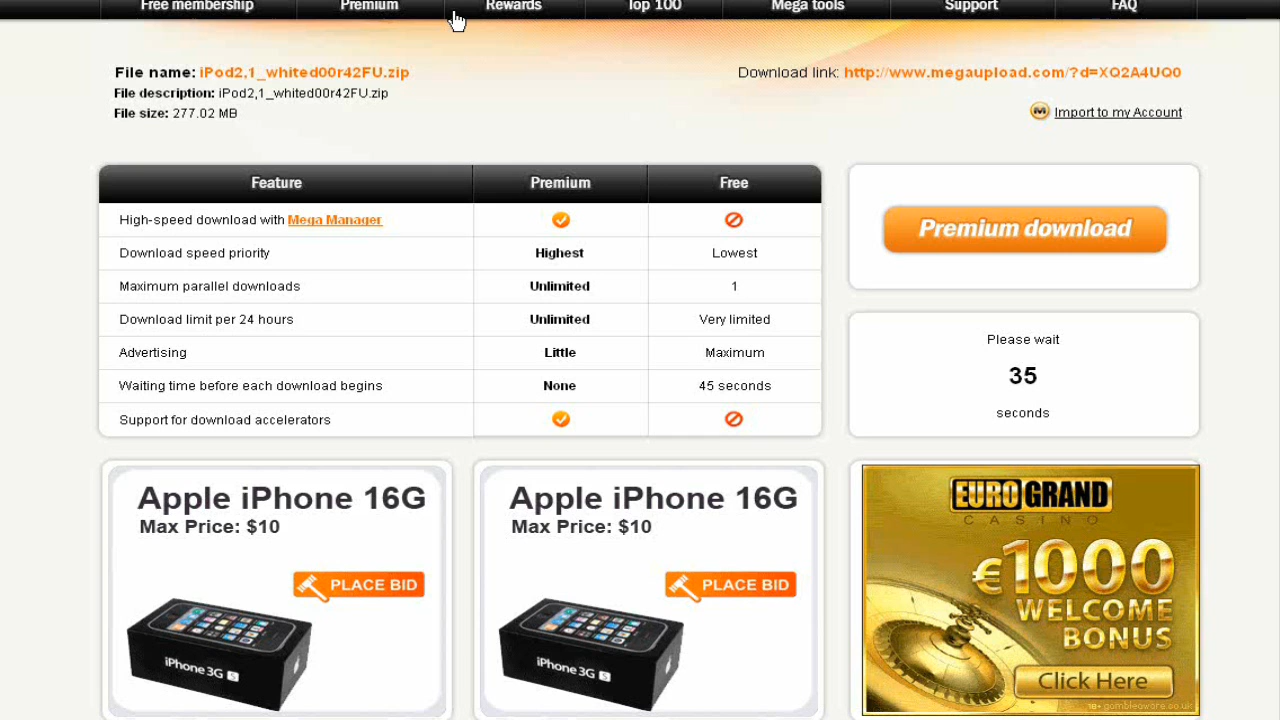 Free membership Premium Rewards Top 100 Mega tools Support FAQ
File name: iPod2,1_whited00r42FU.zip
Download link: http://www.megaupload.com/?d=XQ2A4UQ0
File description: iPod2,1_whited00r42FU.zip
File size: 277.02 MB
Import to my Account
Feature Premium Free
High-speed download with Mega Manager
Download speed priority Highest Lowest
Maximum parallel downloads Unlimited 1
Download limit per 24 hours Unlimited Very limited
Advertising Little Maximum
Waiting time before each download begins None 45 seconds
Support for download accelerators
Premium download
Please wait
35
seconds
Apple iPhone 16G
Max Price: $10
PLACE BID
iPhone 3G S
Apple iPhone 16G
Max Price: $10
PLACE BID
iPhone 3G S
EUROGRAND
CASINO
€1000
WELCOME
BONUS
Click Here
18+ gambleaware.co.uk